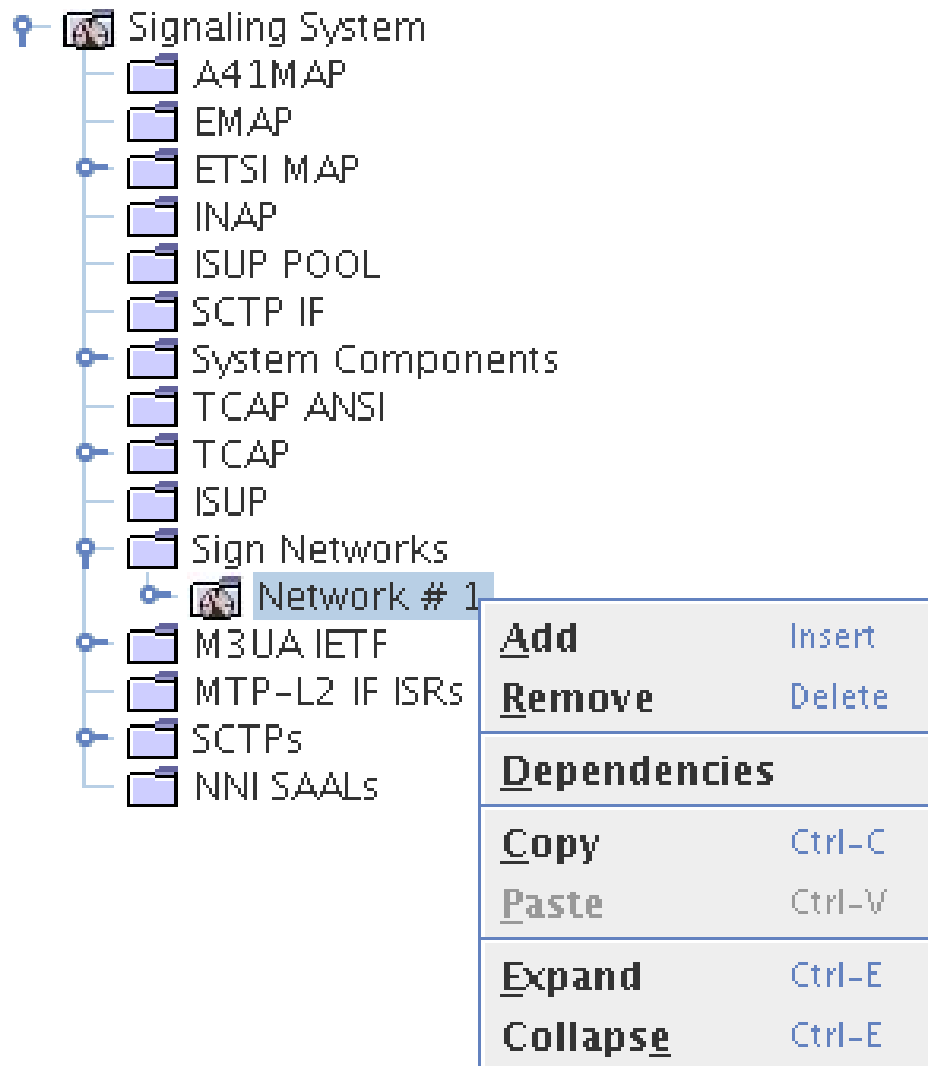 Signaling System
A41MAP
EMAP
ETSI MAP
INAP
ISUP POOL
SCTP IF
System Components
TCAP ANSI
TCAP
ISUP
Sign Networks
Network # 1
M3UA IETF
MTP-L2 IF ISRs
SCTPs
NNI SAALs
Add Insert
Remove Delete
Dependencies
Copy Ctrl-C
Paste Ctrl-V
Expand Ctrl-E
Collapse Ctrl-E